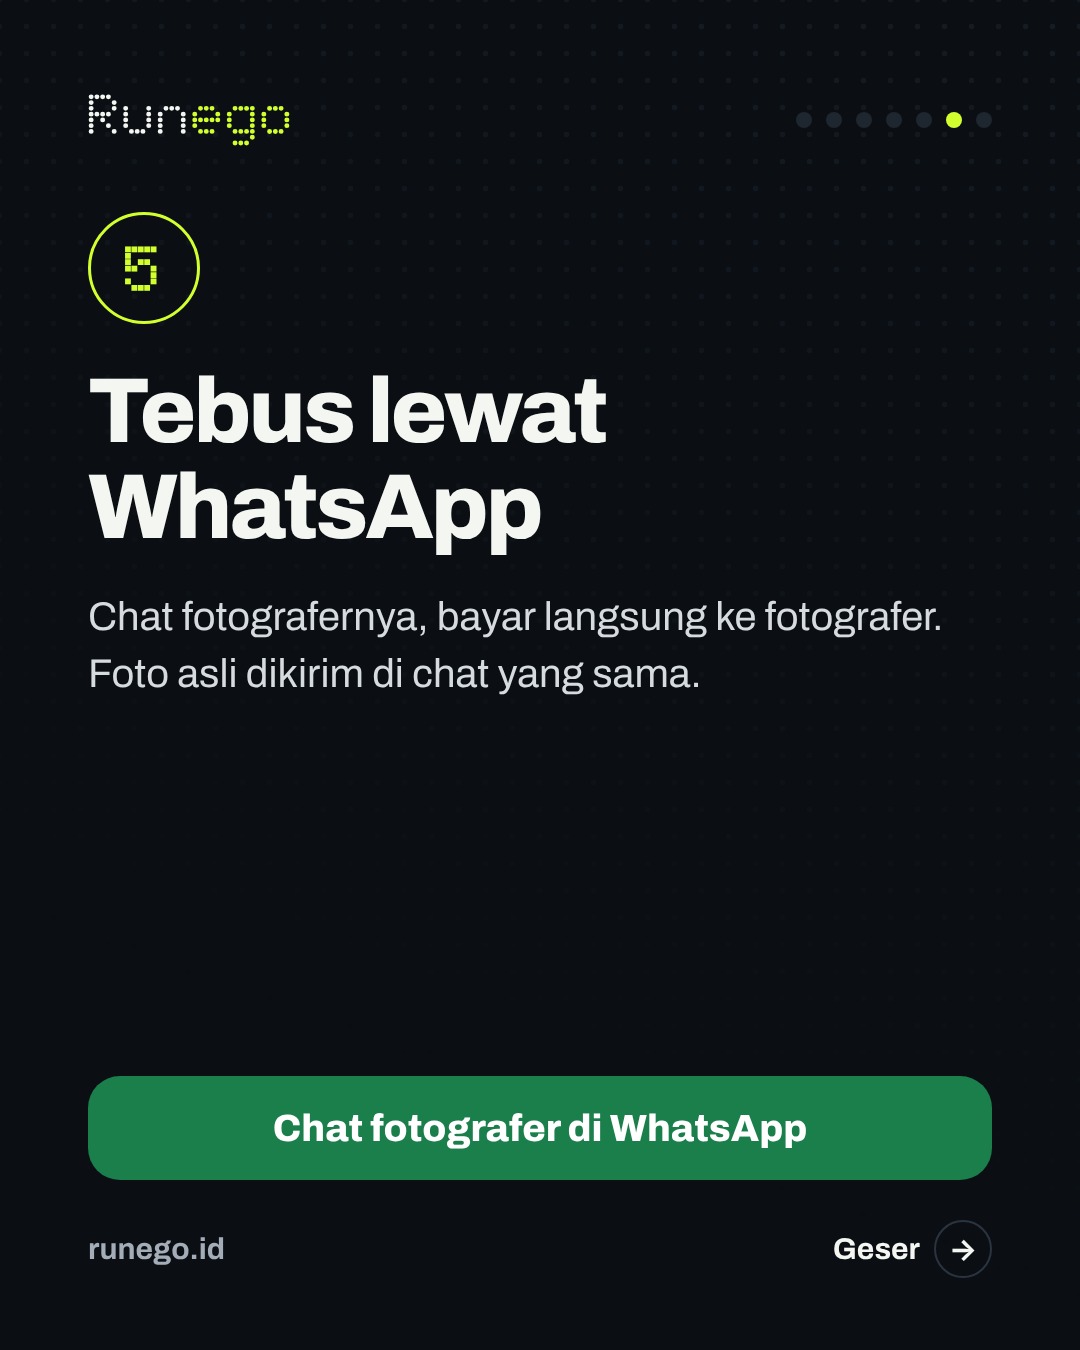 Runego
5
Tebus lewat
WhatsApp
Chat fotografernya, bayar langsung ke fotografer.
Foto asli dikirim di chat yang sama.
Chat fotografer di WhatsApp
runego.id
Geser